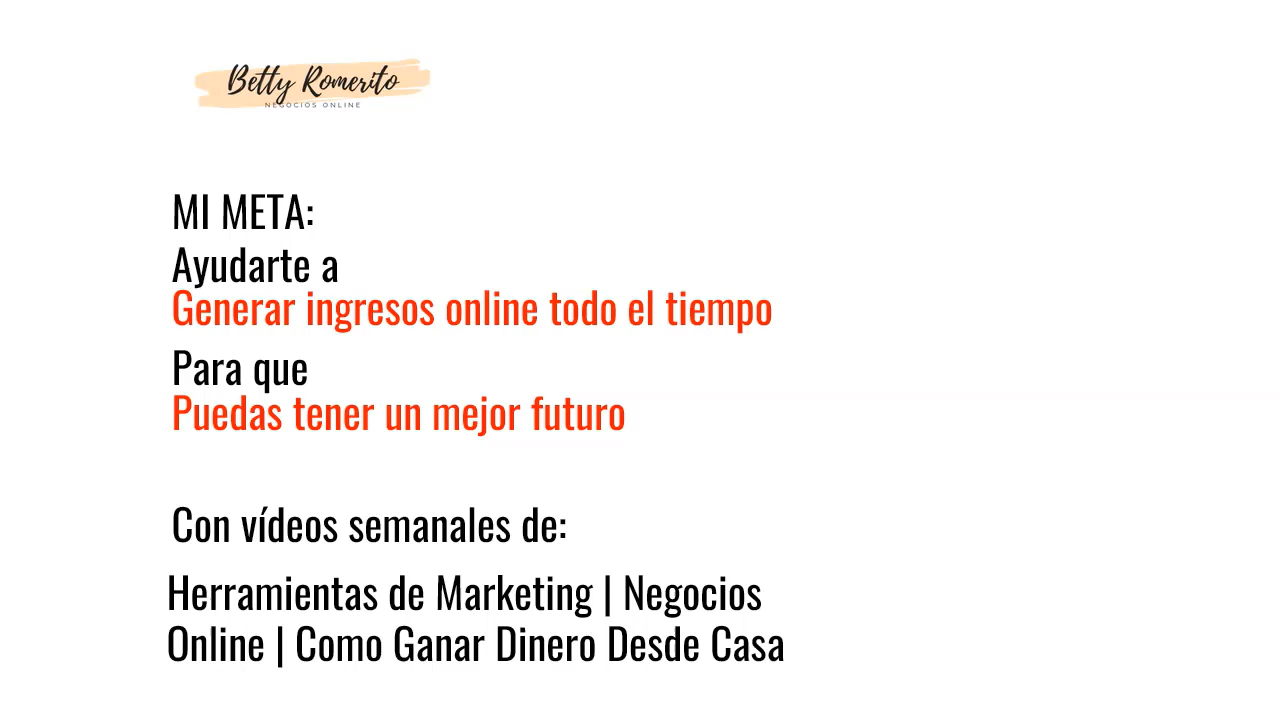 Betty Romerito
NEGOCIOS ONLINE
MI META:
Ayudarte a
Generar ingresos online todo el tiempo
Para que
Puedas tener un mejor futuro
Con vídeos semanales de:
Herramientas de Marketing | Negocios
Online | Como Ganar Dinero Desde Casa